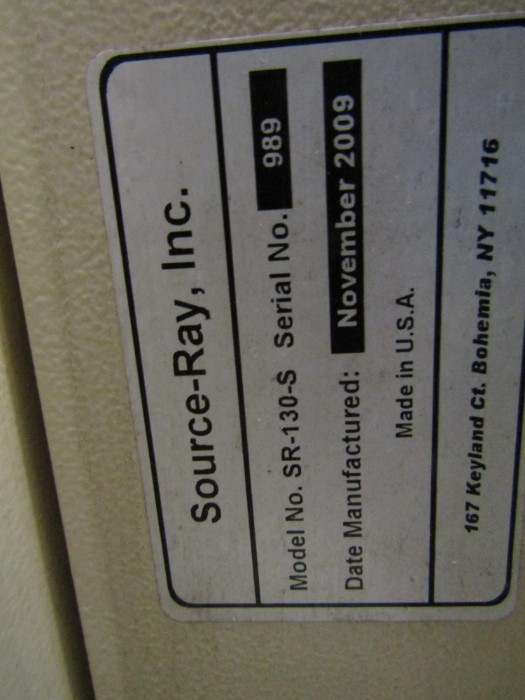 Source-Ray, Inc.
Model No. SR-130-S Serial No. 989
Date Manufactured: November 2009
Made in U.S.A.
167 Keyland Ct. Bohemia, NY 11716